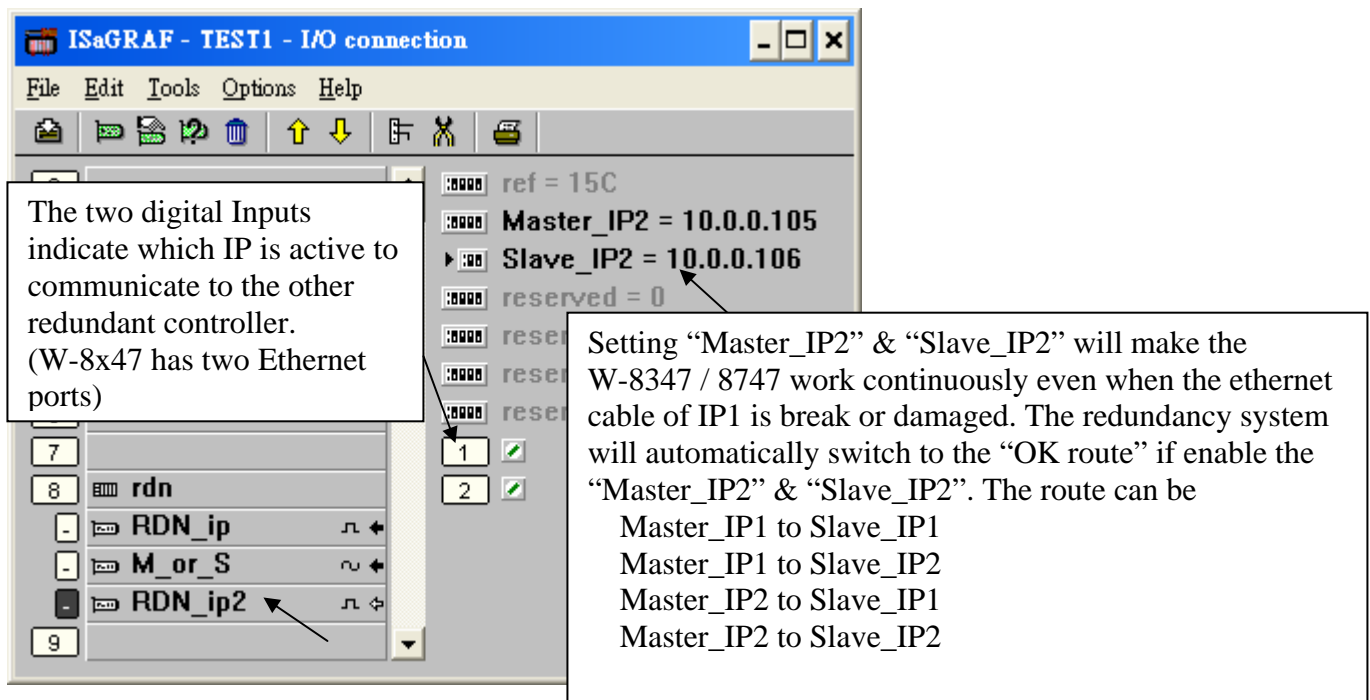 ISaGRAF - TEST1 - I/O connection
File Edit Tools Options Help
ref = 15C
Master_IP2 = 10.0.0.105
Slave_IP2 = 10.0.0.106
reserved = 0
The two digital Inputs
indicate which IP is active to
communicate to the other
redundant controller.
(W-8x47 has two Ethernet
ports)
Setting “Master_IP2” & “Slave_IP2” will make the
W-8347 / 8747 work continuously even when the ethernet
cable of IP1 is break or damaged. The redundancy system
will automatically switch to the “OK route” if enable the
“Master_IP2” & “Slave_IP2”. The route can be
Master_IP1 to Slave_IP1
Master_IP1 to Slave_IP2
Master_IP2 to Slave_IP1
Master_IP2 to Slave_IP2
7
8 rdn
RDN_ip
M_or_S
RDN_ip2
9
1
2